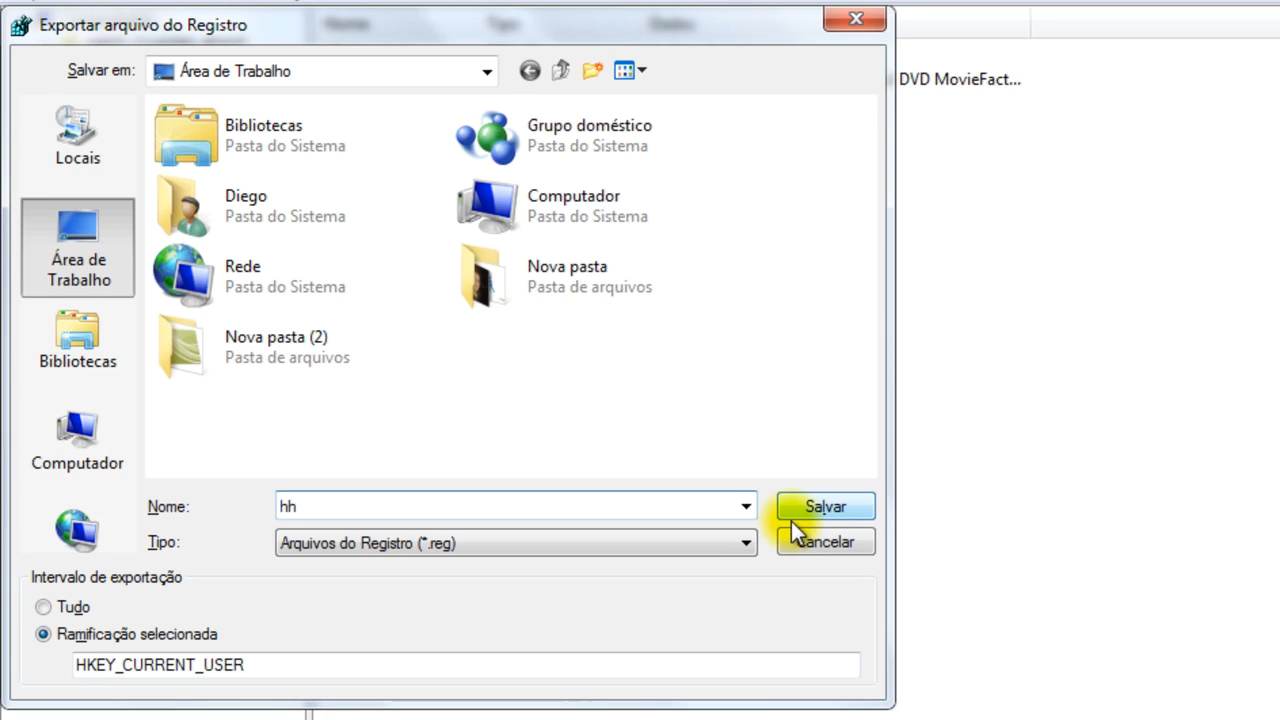 Exportar arquivo do Registro
Nome
Tipo
Dados
Salvar em:
Área de Trabalho
DVD MovieFact...
Locais
Bibliotecas
Pasta do Sistema
Grupo doméstico
Pasta do Sistema
Diego
Pasta do Sistema
Computador
Pasta do Sistema
Área de
Trabalho
Rede
Pasta do Sistema
Nova pasta
Pasta de arquivos
Bibliotecas
Nova pasta (2)
Pasta de arquivos
Computador
Nome:
hh
Salvar
Tipo:
Arquivos do Registro (*.reg)
Cancelar
Intervalo de exportação
Tudo
Ramificação selecionada
HKEY_CURRENT_USER